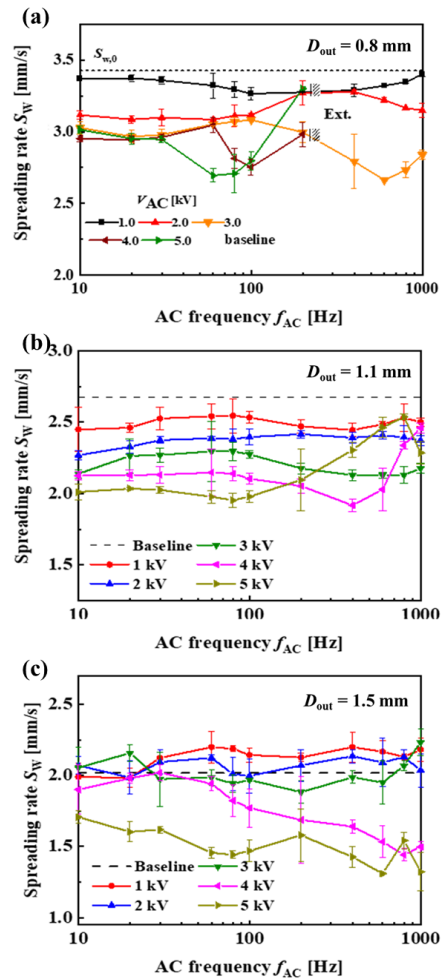 (a)
D_out = 0.8 mm
S_w,0
Spreading rate S_W [mm/s]
3.5
3.0
2.5
2.0
Ext.
V_AC [kV]
1.0 2.0 3.0
4.0 5.0 baseline
10 100 1000
AC frequency f_AC [Hz]
(b)
3
D_out = 1.1 mm
Spreading rate S_W [mm/s]
3.0
2.5
2.0
1.5
Baseline 3 kV
1 kV 4 kV
2 kV 5 kV
10 100 1000
AC frequency f_AC [Hz]
(c)
D_out = 1.5 mm
Spreading rate S_W [mm/s]
2.5
2.0
1.5
1.0
Baseline 3 kV
1 kV 4 kV
2 kV 5 kV
10 100 1000
AC frequency f_AC [Hz]